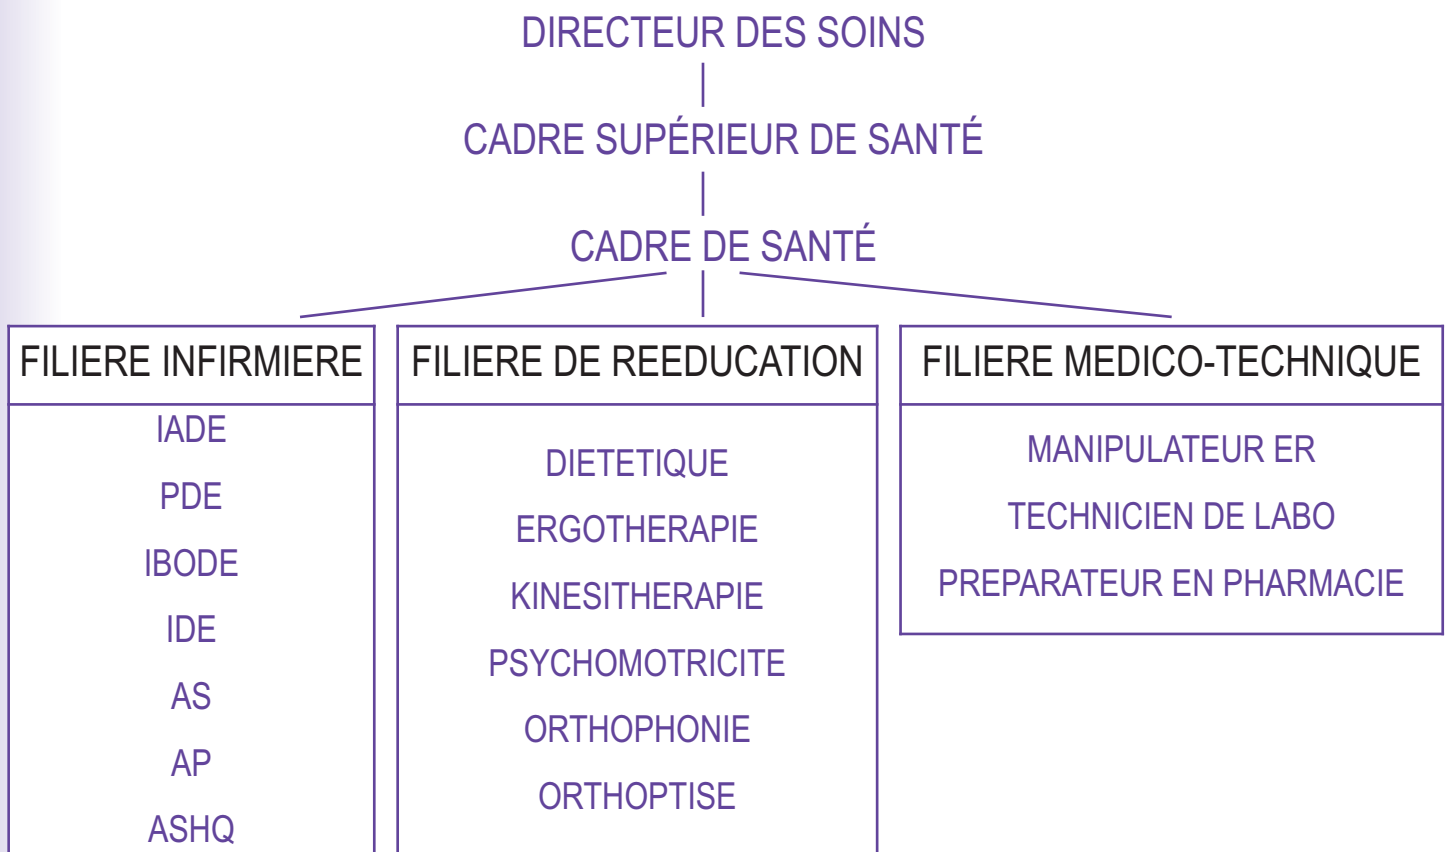 DIRECTEUR DES SOINS
CADRE SUPÉRIEUR DE SANTÉ
CADRE DE SANTÉ
FILIERE INFIRMIERE
IADE
PDE
IBODE
IDE
AS
AP
ASHQ
FILIERE DE REEDUCATION
DIETETIQUE
ERGOTHERAPIE
KINESITHERAPIE
PSYCHOMOTRICITE
ORTHOPHONIE
ORTHOPTISE
FILIERE MEDICO-TECHNIQUE
MANIPULATEUR ER
TECHNICIEN DE LABO
PREPARATEUR EN PHARMACIE